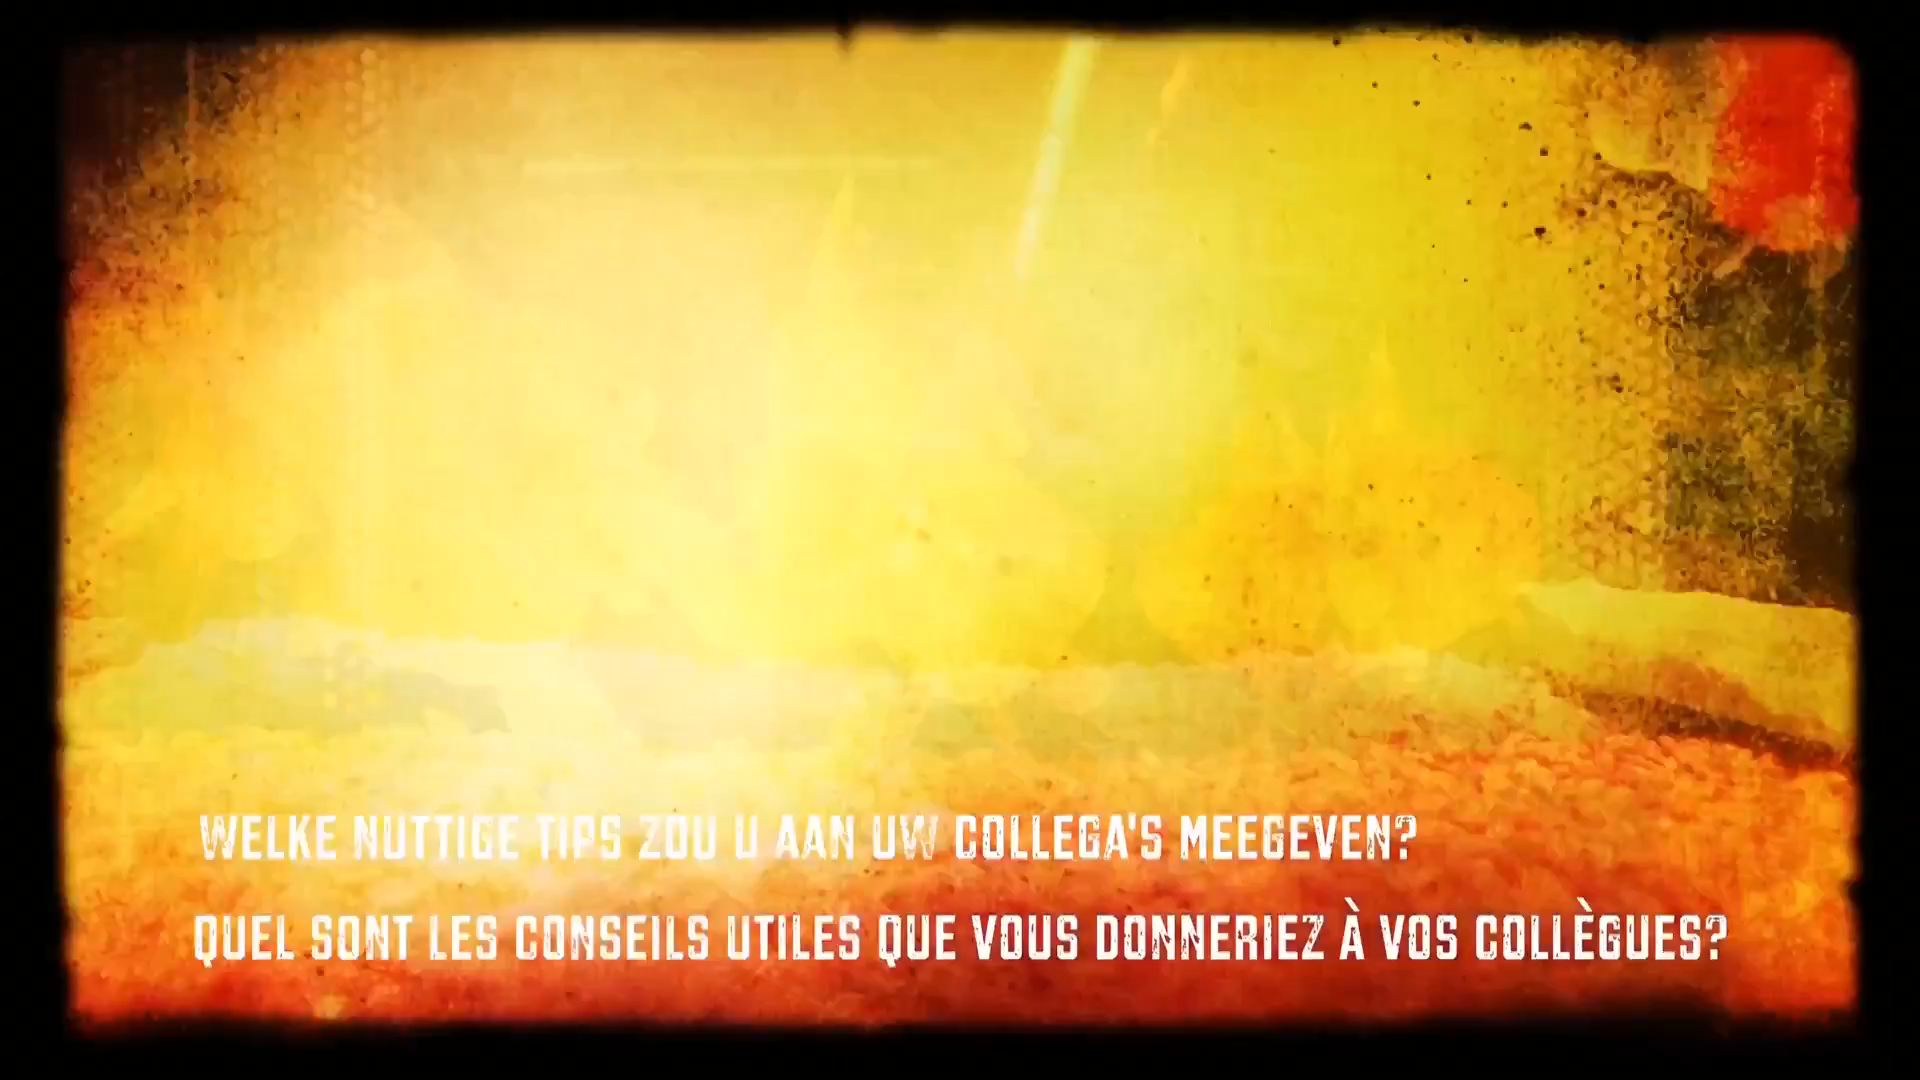 WELKE NUTTIGE TIPS ZOU U AAN UW COLLEGA'S MEEGEVEN?
QUEL SONT LES CONSEILS UTILES QUE VOUS DONNERIEZ À VOS COLLÈGUES?